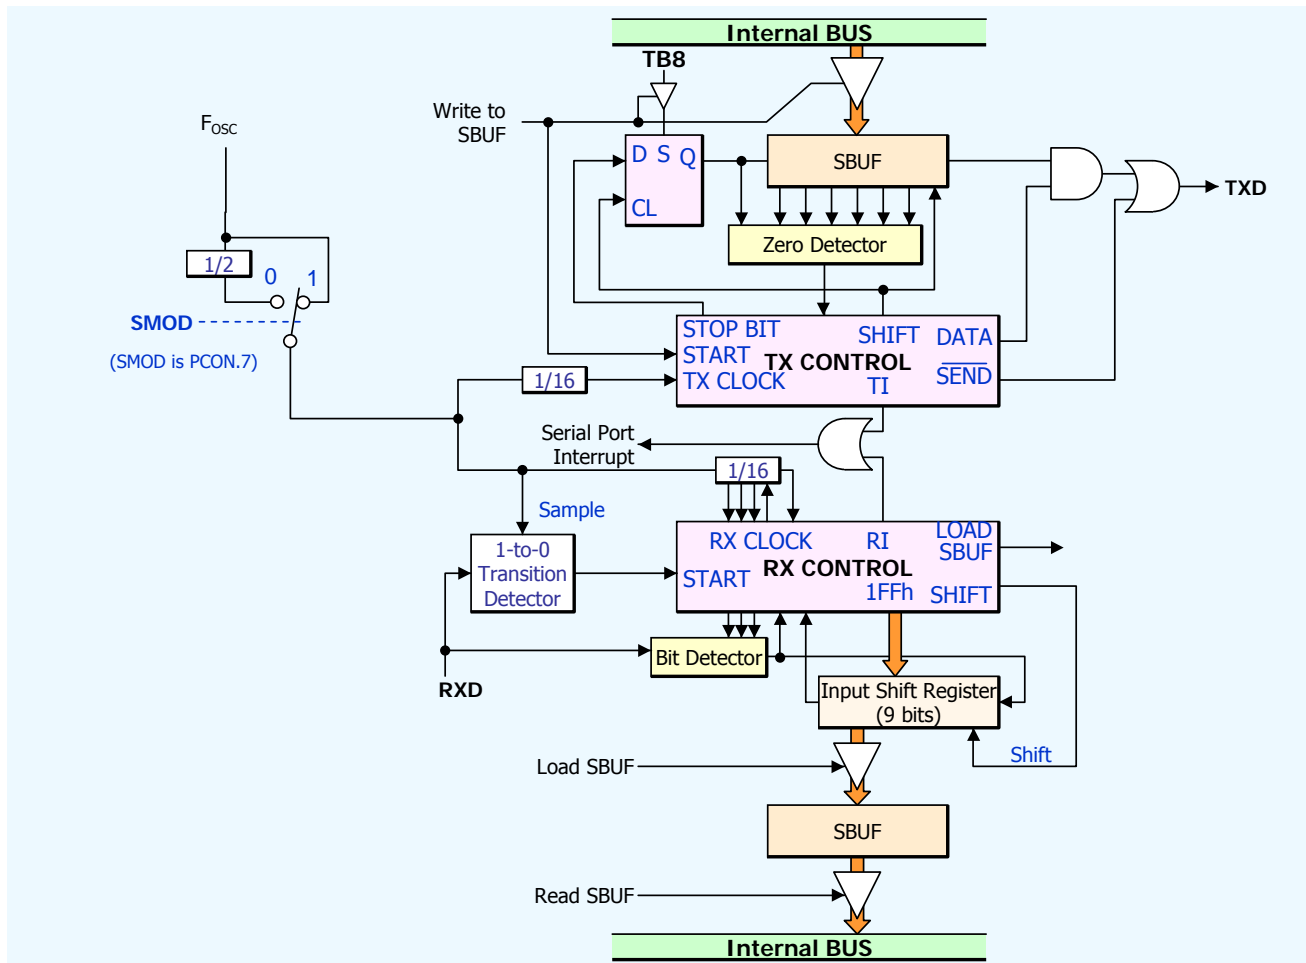 Internal BUS
TB8
Write to
SBUF
F_OSC
D S Q
CL
SBUF
TXD
Zero Detector
1/2
0 1
SMOD
(SMOD is PCON.7)
STOP BIT SHIFT DATA
START
TX CONTROL
TX CLOCK TI SEND
1/16
Serial Port
Interrupt
1/16
Sample
1-to-0
Transition
Detector
RX CLOCK RI LOAD
SBUF
START RX CONTROL
1FFh SHIFT
Bit Detector
RXD
Input Shift Register
(9 bits)
Shift
Load SBUF
SBUF
Read SBUF
Internal BUS